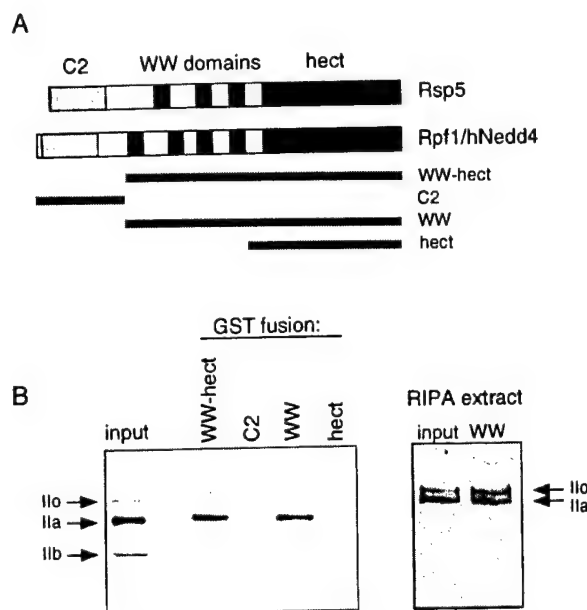 A
C2 WW domains hect
Rsp5
Rpf1/hNedd4
WW-hect
C2
WW
hect
GST fusion:
B
input WW-hect C2 WW hect
IIo
IIa
IIb
RIPA extract
input WW
IIo
IIa